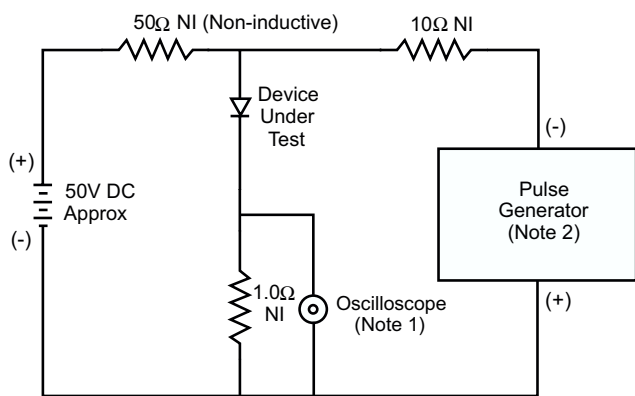 50Ω NI (Non-inductive)
10Ω NI
Device
Under
Test
(-)
(+)
50V DC
Approx
(-)
Pulse
Generator
(Note 2)
1.0Ω
NI
Oscilloscope
(Note 1)
(+)